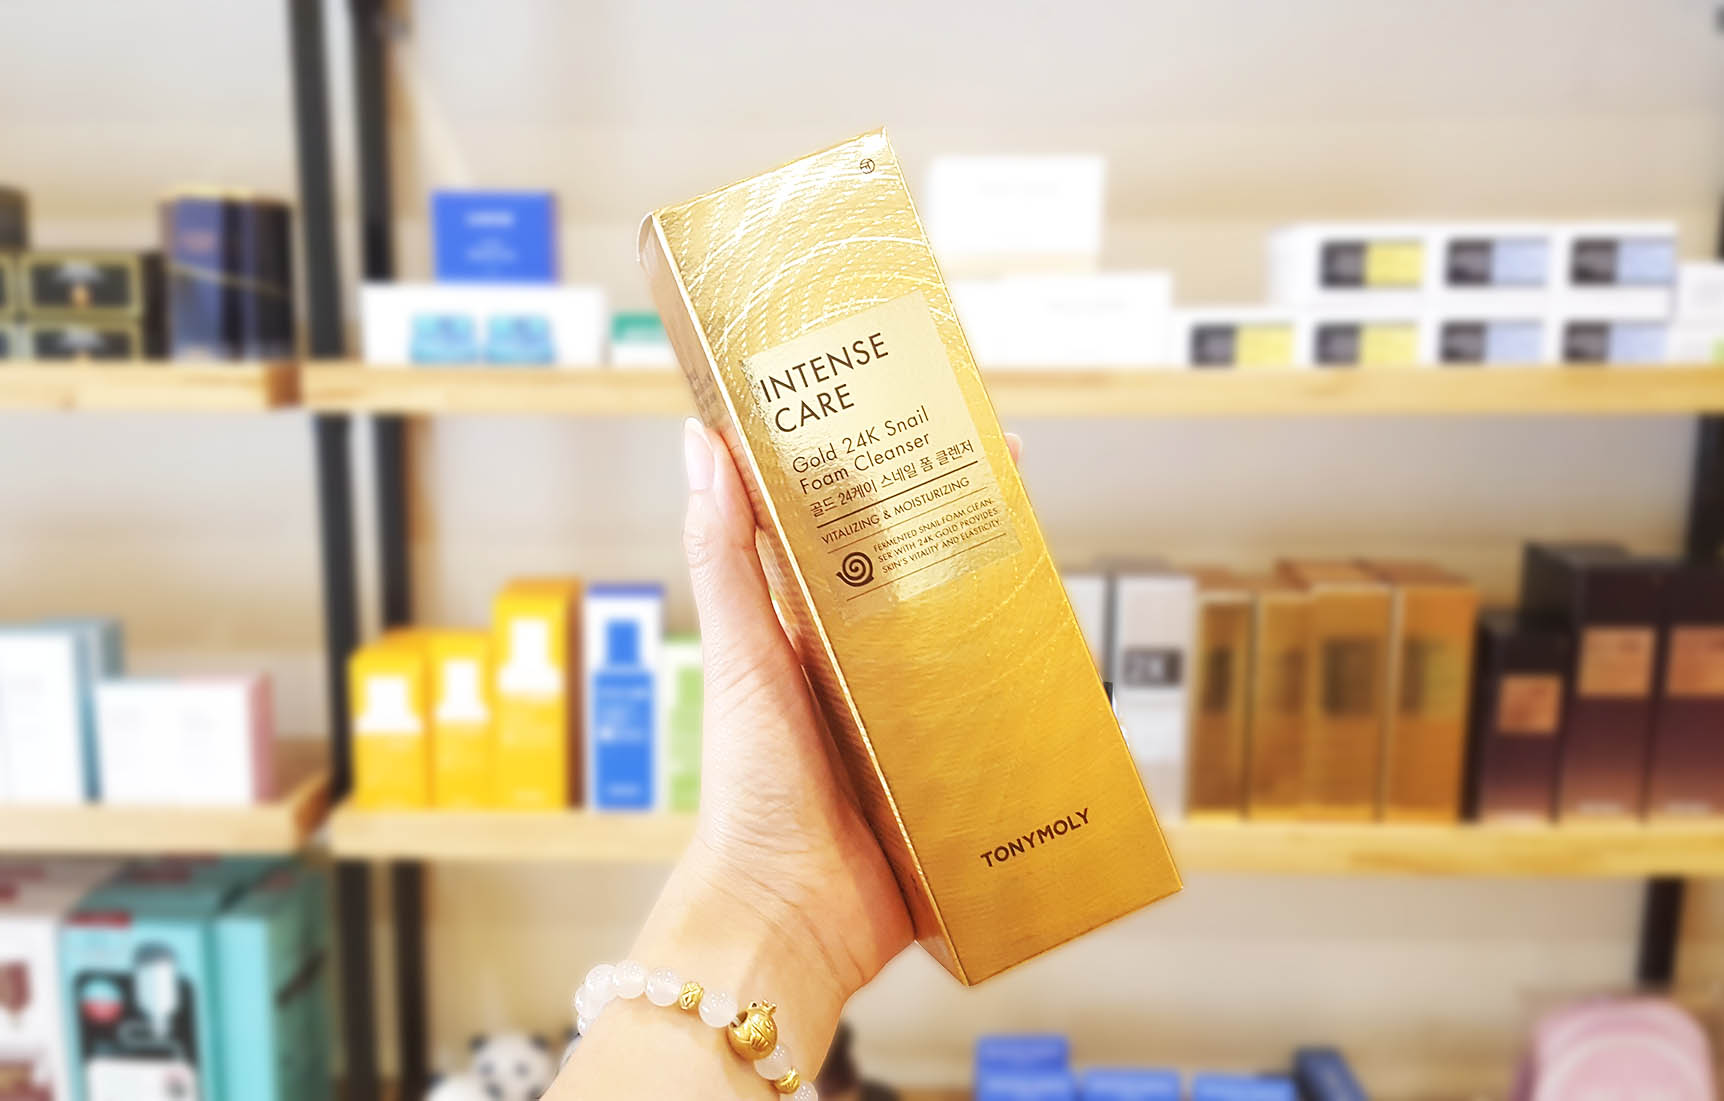 INTENSE
CARE
Gold 24K Snail
Foam Cleanser
골드 24케이 스네일 폼 클렌저
VITALIZING & MOISTURIZING
FERMENTED SNAIL FOAM CLEAN-
SER WITH 24K GOLD PROVIDES
SKIN'S VITALITY AND ELASTICITY.
TONYMOLY